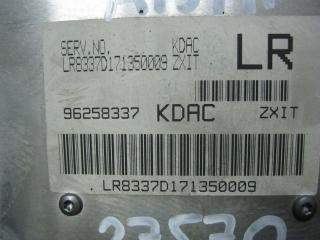 SERV.NO. KDAC LR
LR8337D171350009 ZXIT
96258337 KDAC ZXIT
LR8337D171350009